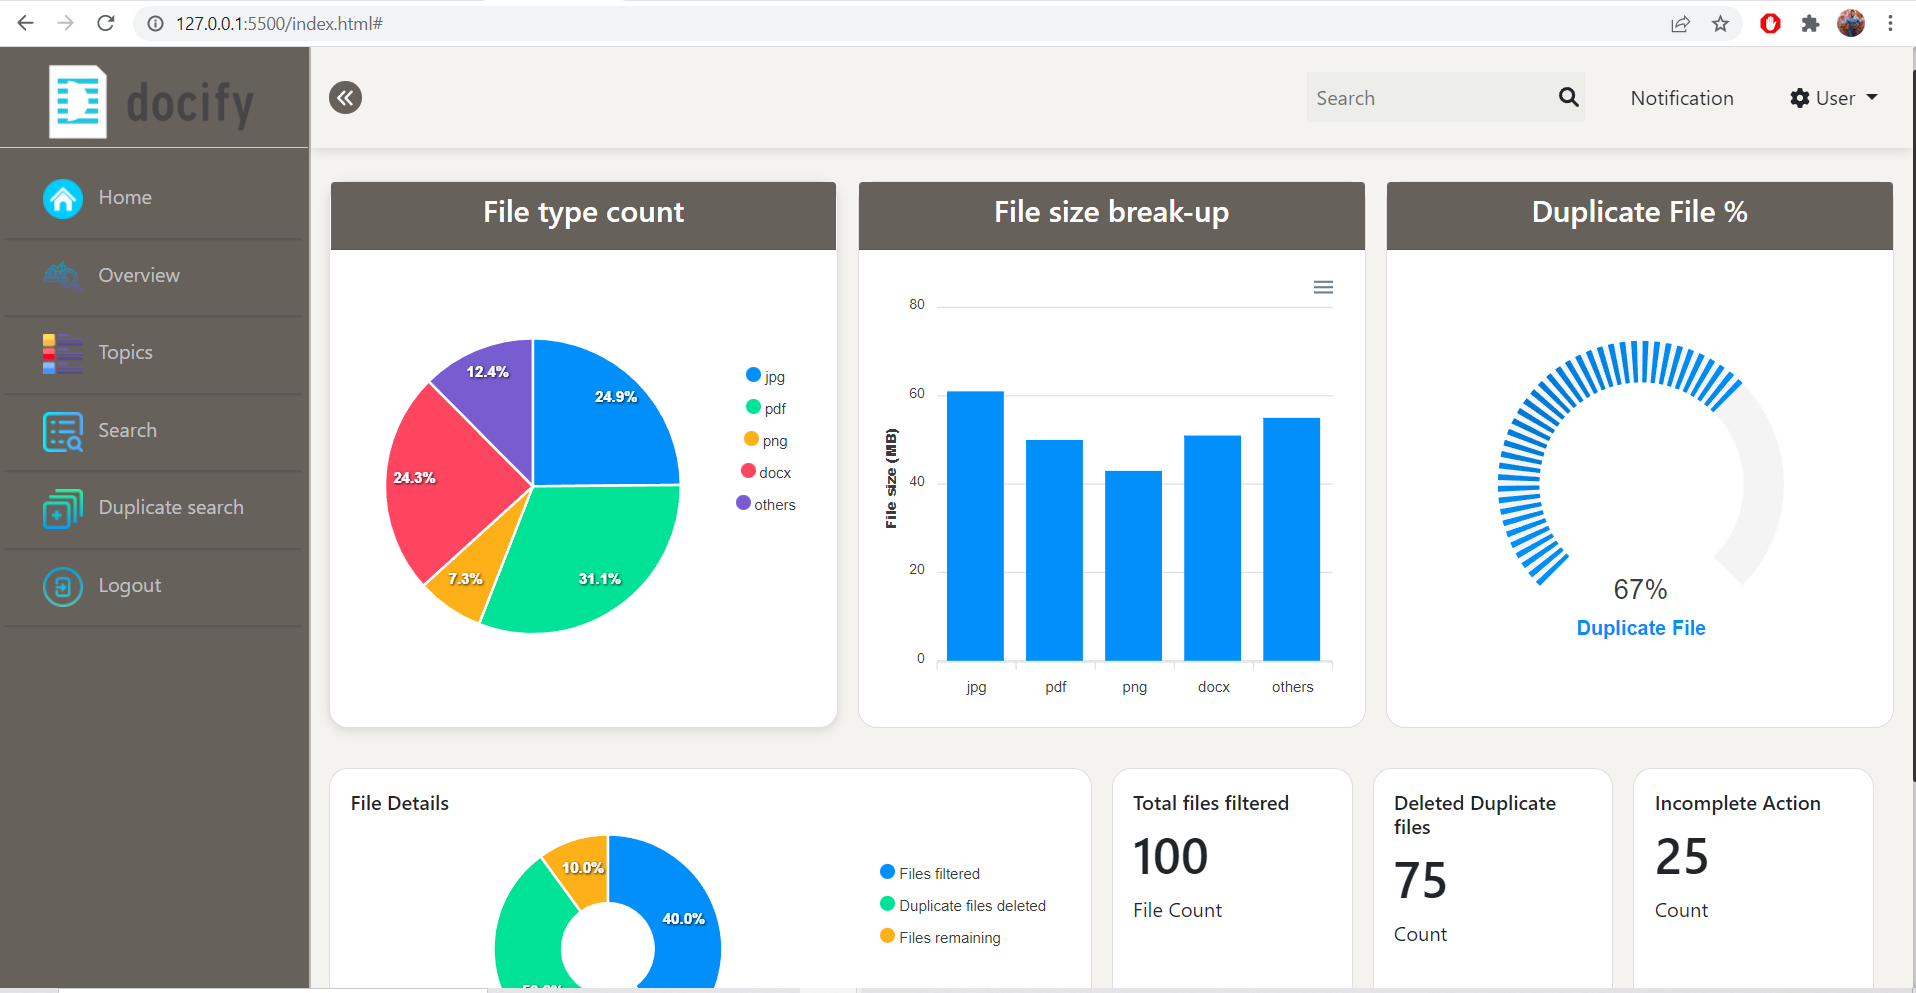 127.0.0.1:5500/index.html#
docify
Search
Notification
User
Home
Overview
Topics
Search
Duplicate search
Logout
File type count
12.4%
24.9%
24.3%
7.3%
31.1%
jpg
pdf
png
docx
others
File size break-up
80
60
40
20
0
File size (MB)
jpg
pdf
png
docx
others
Duplicate File %
67%
Duplicate File
File Details
10.0%
40.0%
Files filtered
Duplicate files deleted
Files remaining
Total files filtered
100
File Count
Deleted Duplicate
files
75
Count
Incomplete Action
25
Count